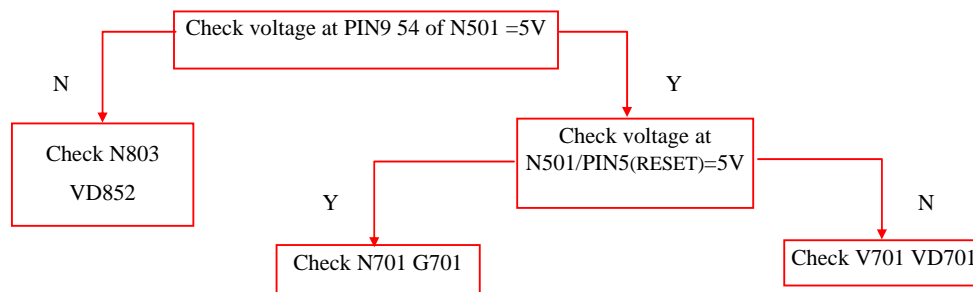 Check voltage at PIN9 54 of N501 =5V
N
Y
Check N803
VD852
Check voltage at
N501/PIN5(RESET)=5V
Y
N
Check N701 G701
Check V701 VD701